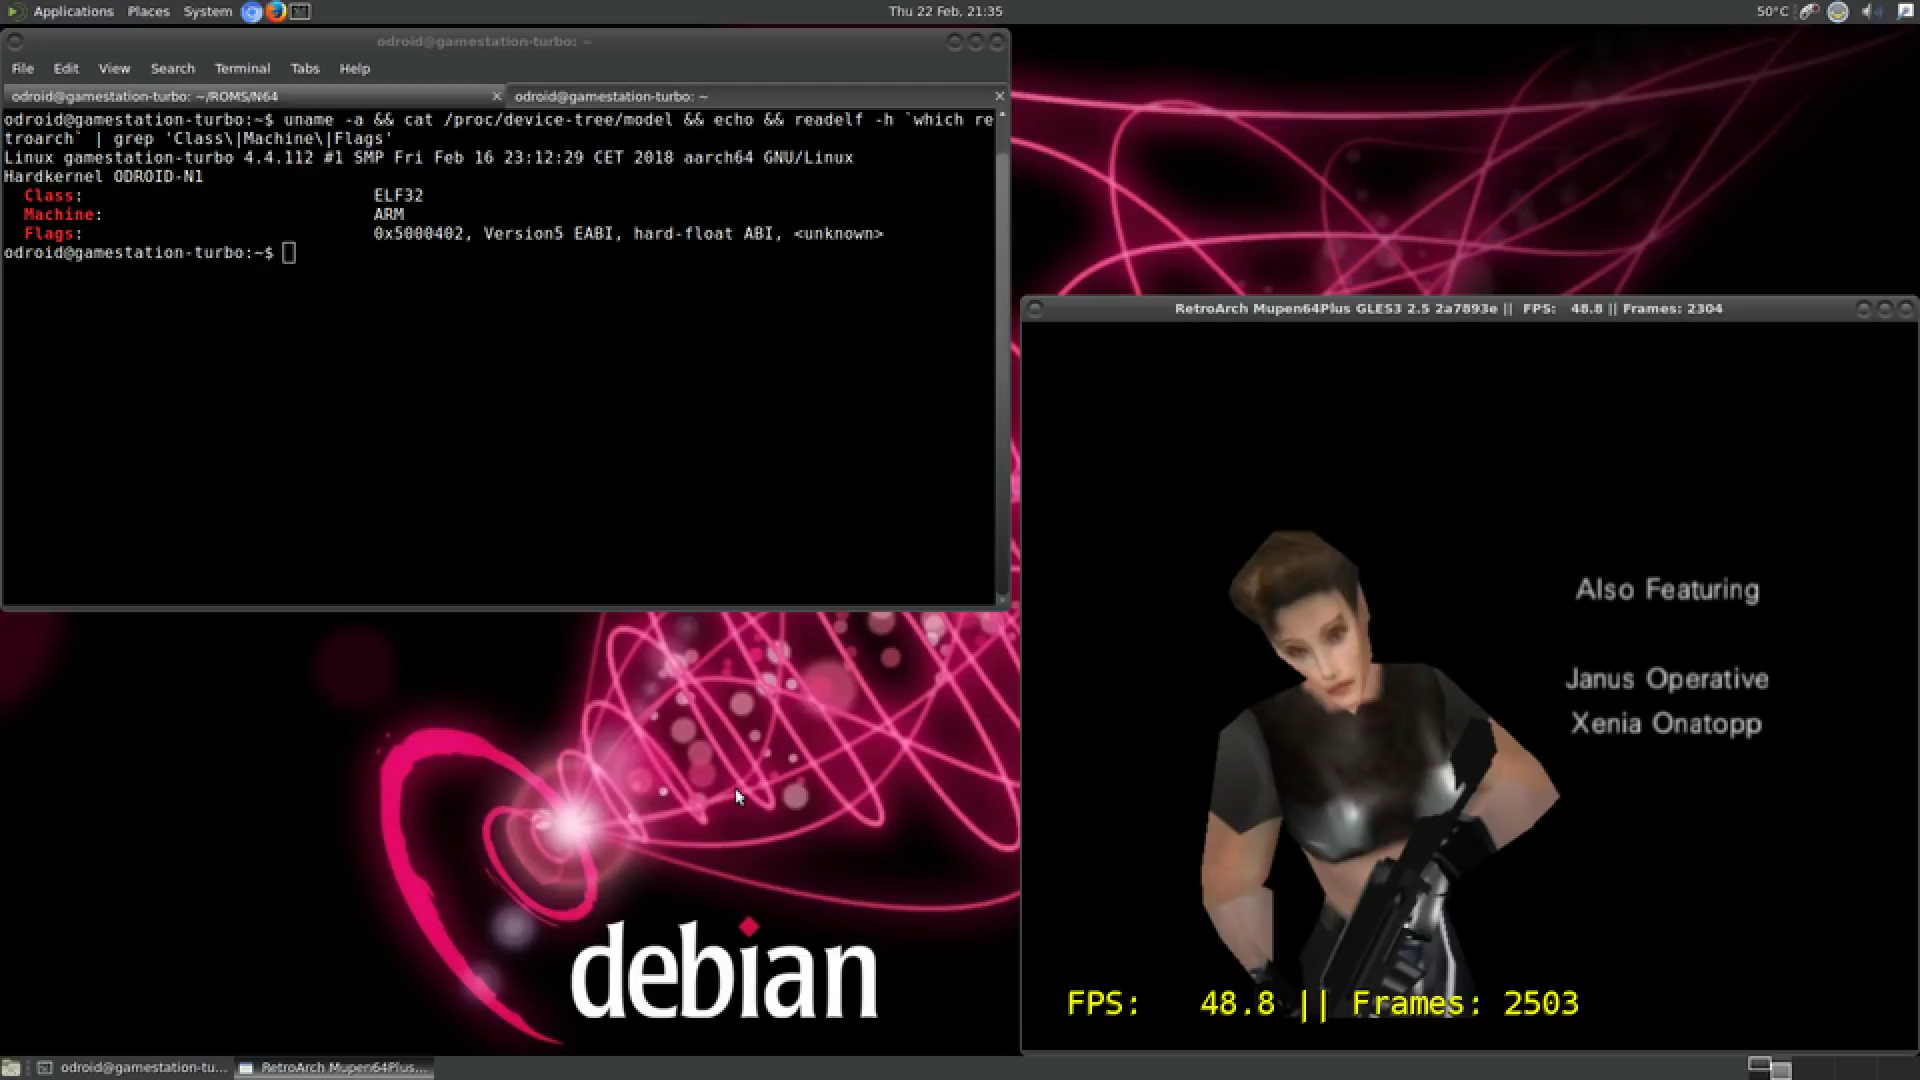 Applications Places System
Thu 22 Feb, 21:35
50°C
odroid@gamestation-turbo: ~
File Edit View Search Terminal Tabs Help
odroid@gamestation-turbo: ~/ROMS/N64
odroid@gamestation-turbo: ~
odroid@gamestation-turbo:~$ uname -a && cat /proc/device-tree/model && echo && readelf -h `which re
troarch` | grep 'Class\|Machine\|Flags'
Linux gamestation-turbo 4.4.112 #1 SMP Fri Feb 16 23:12:29 CET 2018 aarch64 GNU/Linux
Hardkernel ODROID-N1
Class: ELF32
Machine: ARM
Flags: 0x5000402, Version5 EABI, hard-float ABI, <unknown>
odroid@gamestation-turbo:~$
RetroArch Mupen64Plus GLES3 2.5 2a7893e || FPS: 48.8 || Frames: 2304
Also Featuring
Janus Operative
Xenia Onatopp
FPS: 48.8 || Frames: 2503
debian
odroid@gamestation-tu...
RetroArch Mupen64Plus...